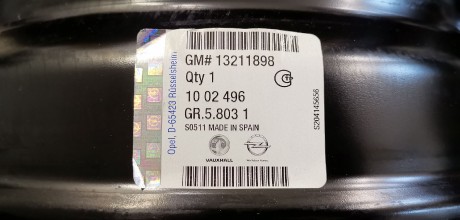 Opel, D-65423 Rüsselsheim
GM# 13211898
Qty 1
10 02 496
GR.5.803 1
S0511 MADE IN SPAIN
VAUXHALL
S204145656